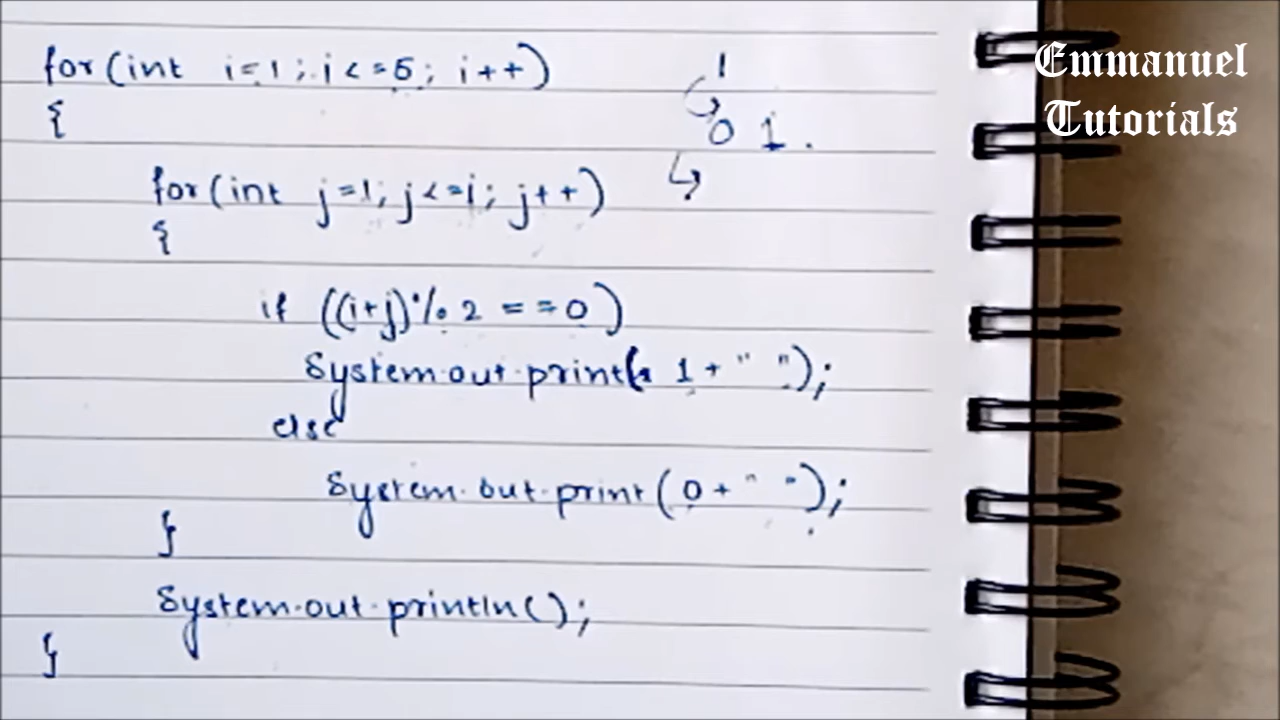 for(int i=1; i<=5; i++)
{
for(int j=1; j<=i; j++)
{
if ((i+j)%2 ==0)
System.out.print( 1+" ");
else
System.out.print(0+" ");
}
System.out.println();
}
1
0 1.
Emmanuel
Tutorials